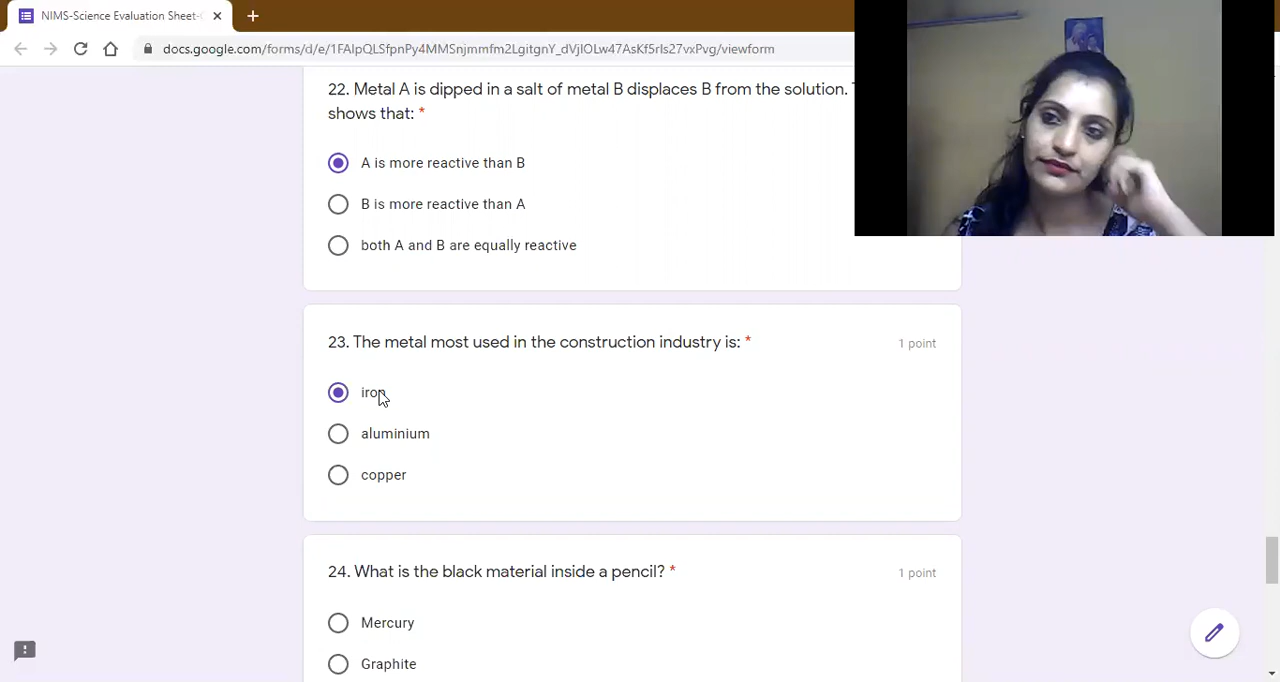 NIMS-Science Evaluation Sheet-
docs.google.com/forms/d/e/1FAIpQLSfpnPy4MMSnjmmfm2LgitgnY_dVjIOLw47AsKf5rIs27vxPvg/viewform
22. Metal A is dipped in a salt of metal B displaces B from the solution.
shows that: *
A is more reactive than B
B is more reactive than A
both A and B are equally reactive
23. The metal most used in the construction industry is: *
1 point
iron
aluminium
copper
24. What is the black material inside a pencil? *
1 point
Mercury
Graphite